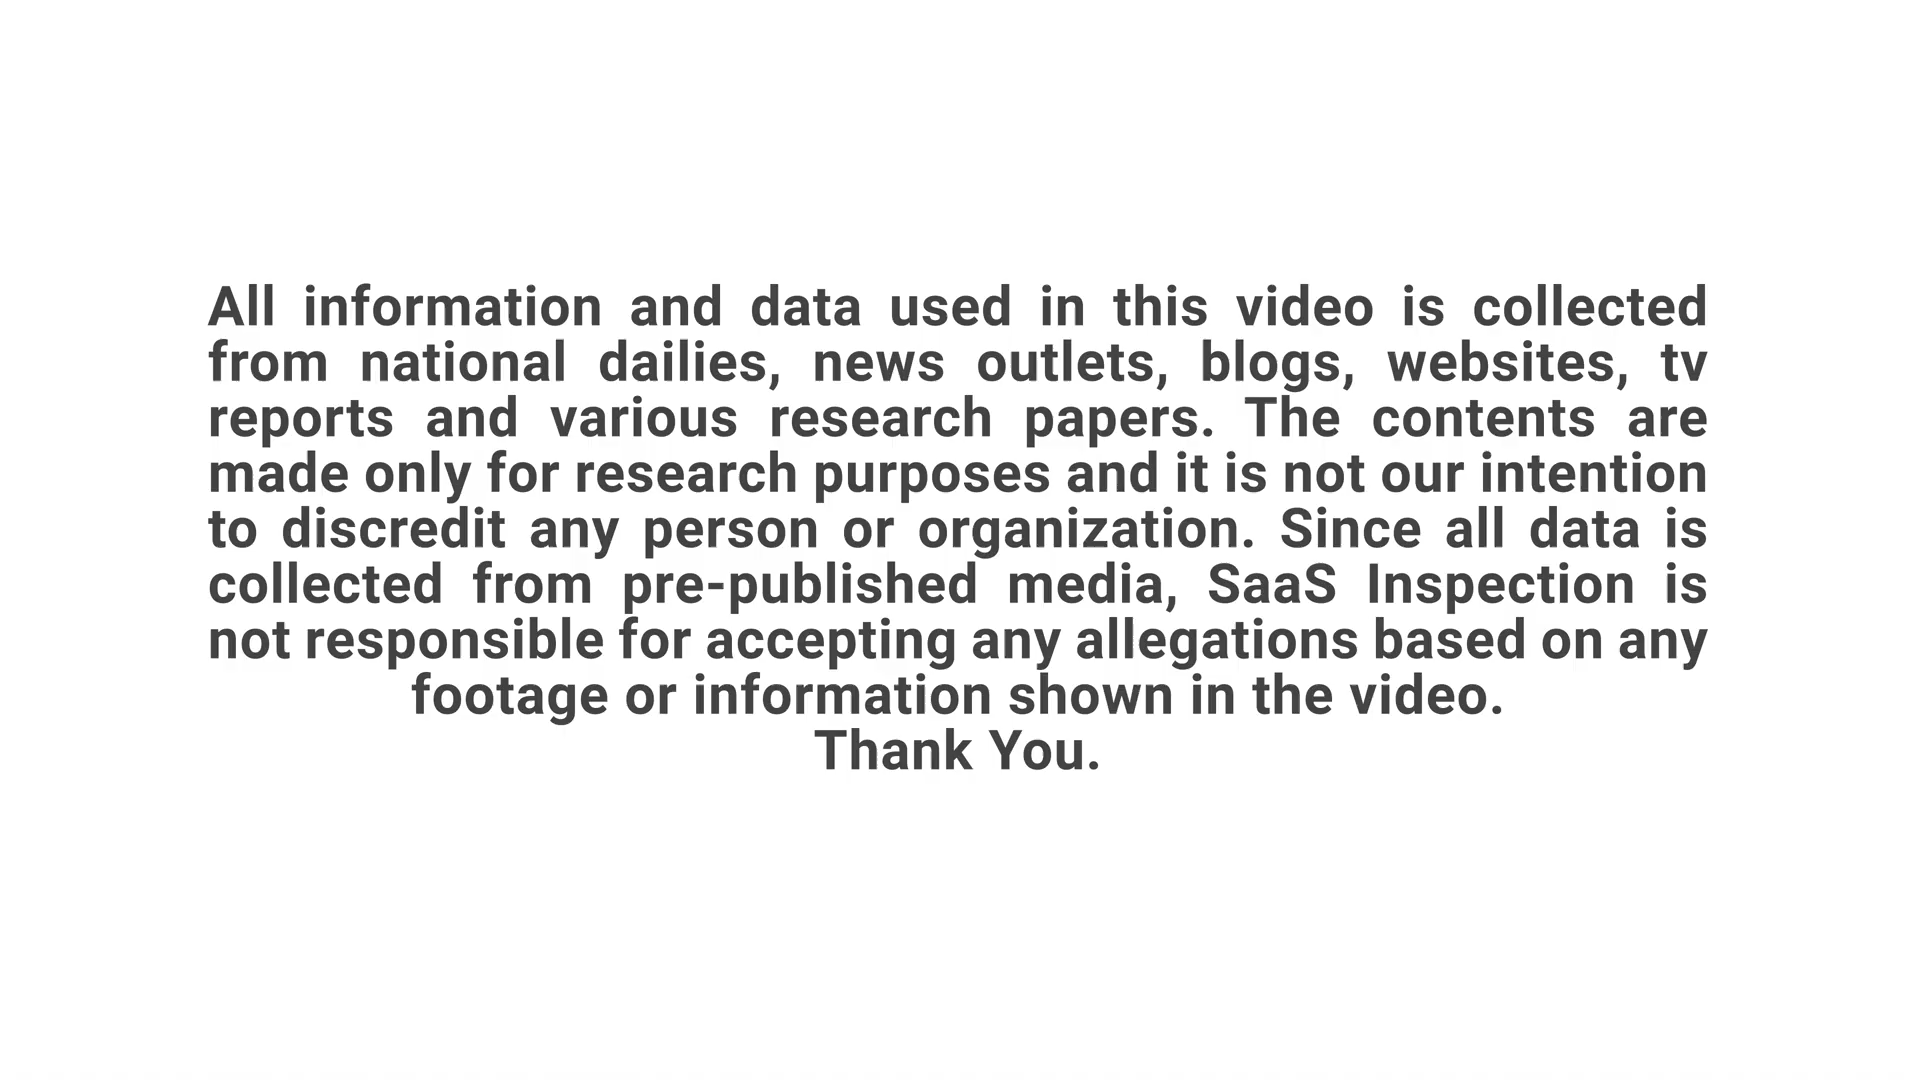 All information and data used in this video is collected
from national dailies, news outlets, blogs, websites, tv
reports and various research papers. The contents are
made only for research purposes and it is not our intention
to discredit any person or organization. Since all data is
collected from pre-published media, SaaS Inspection is
not responsible for accepting any allegations based on any
footage or information shown in the video.
Thank You.